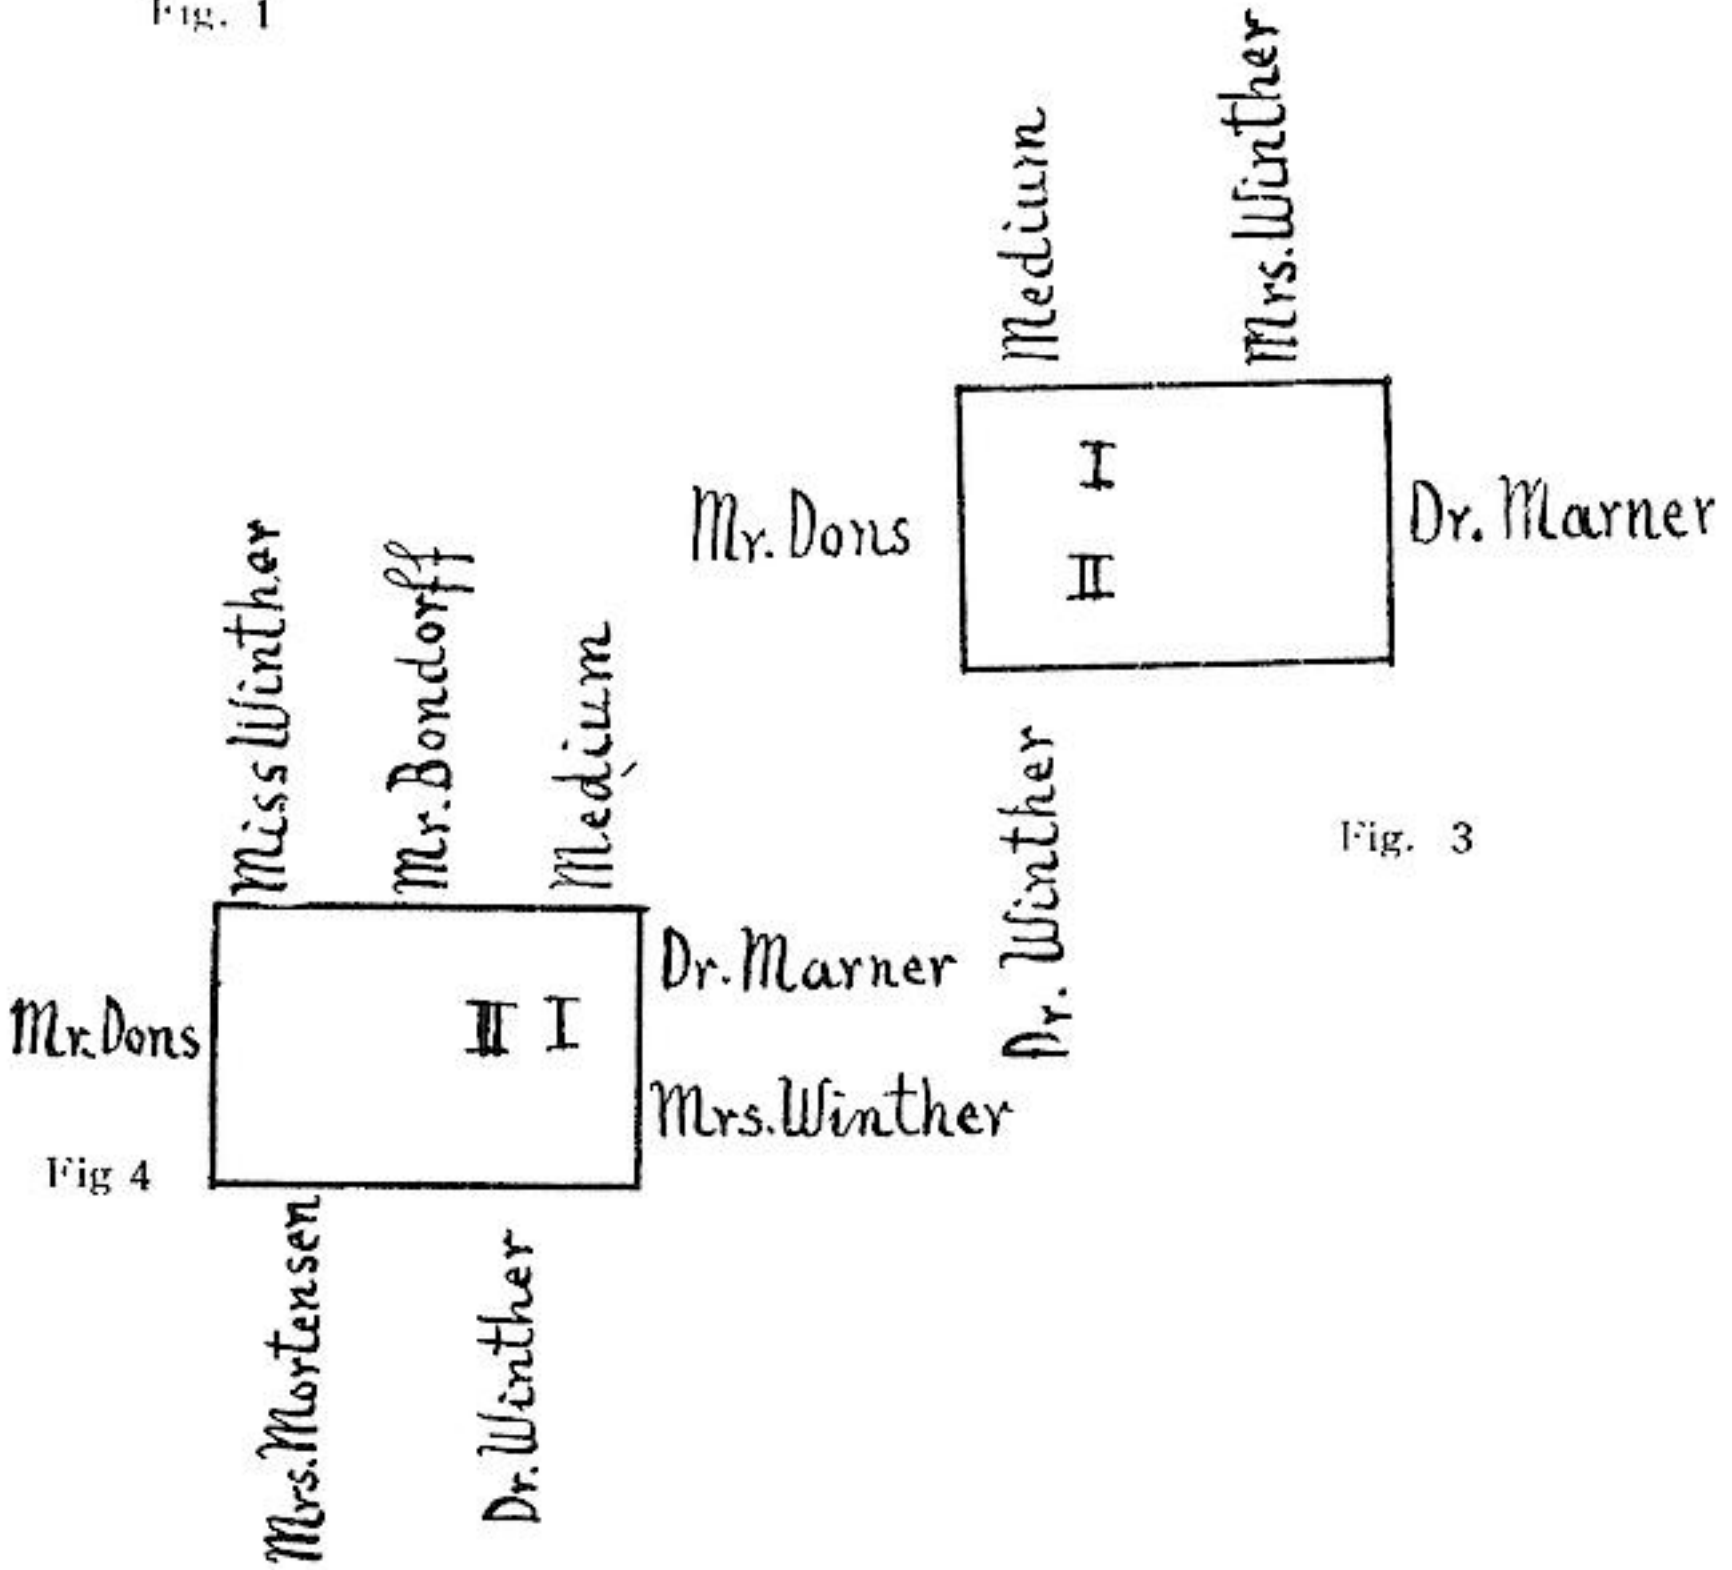 Fig. 1
Medium
Mrs. Winther
I
Mr. Dons
Dr. Marner
II
Dr. Winther
Fig. 3
Miss Winther
Mr. Bondorff
Medium
Dr. Marner
Mr. Dons
II I
Mrs. Winther
Fig 4
Mrs. Mortensen
Dr. Winther